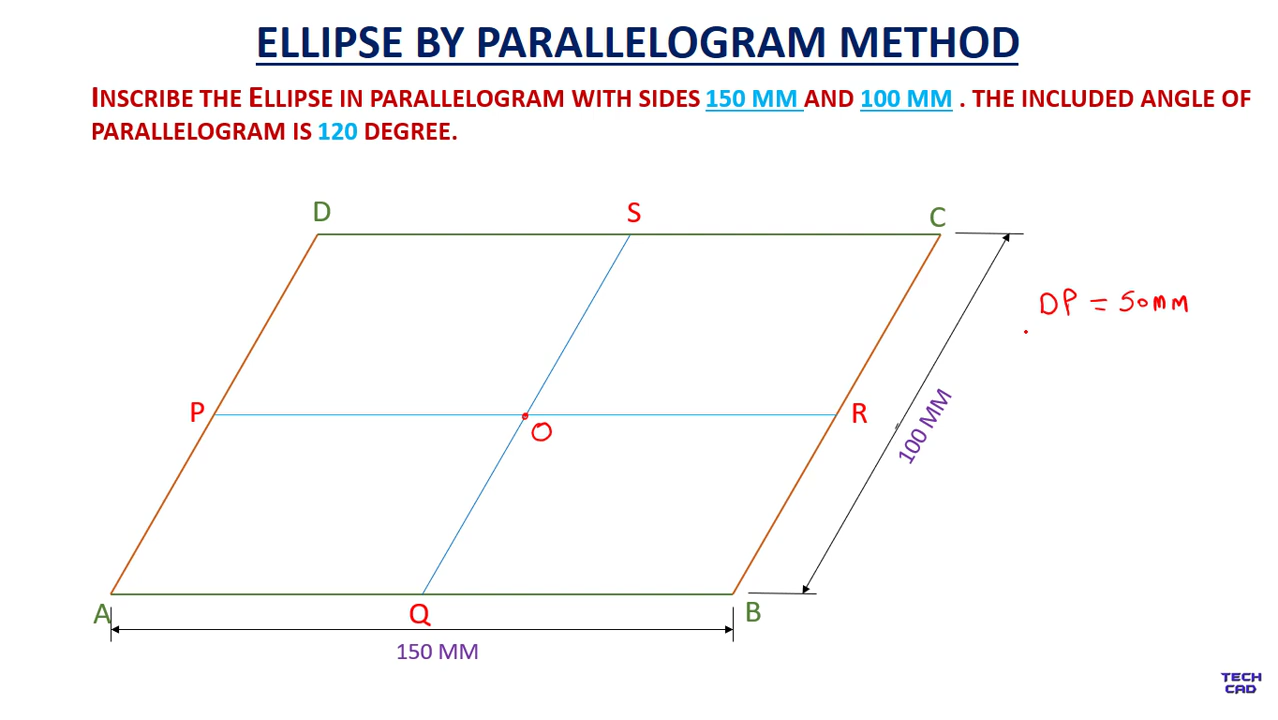 ELLIPSE BY PARALLELOGRAM METHOD
INSCRIBE THE ELLIPSE IN PARALLELOGRAM WITH SIDES 150 MM AND 100 MM . THE INCLUDED ANGLE OF
PARALLELOGRAM IS 120 DEGREE.
D S C
DP = 50mm
P O R
100 MM
A Q B
150 MM
TECH
CAD